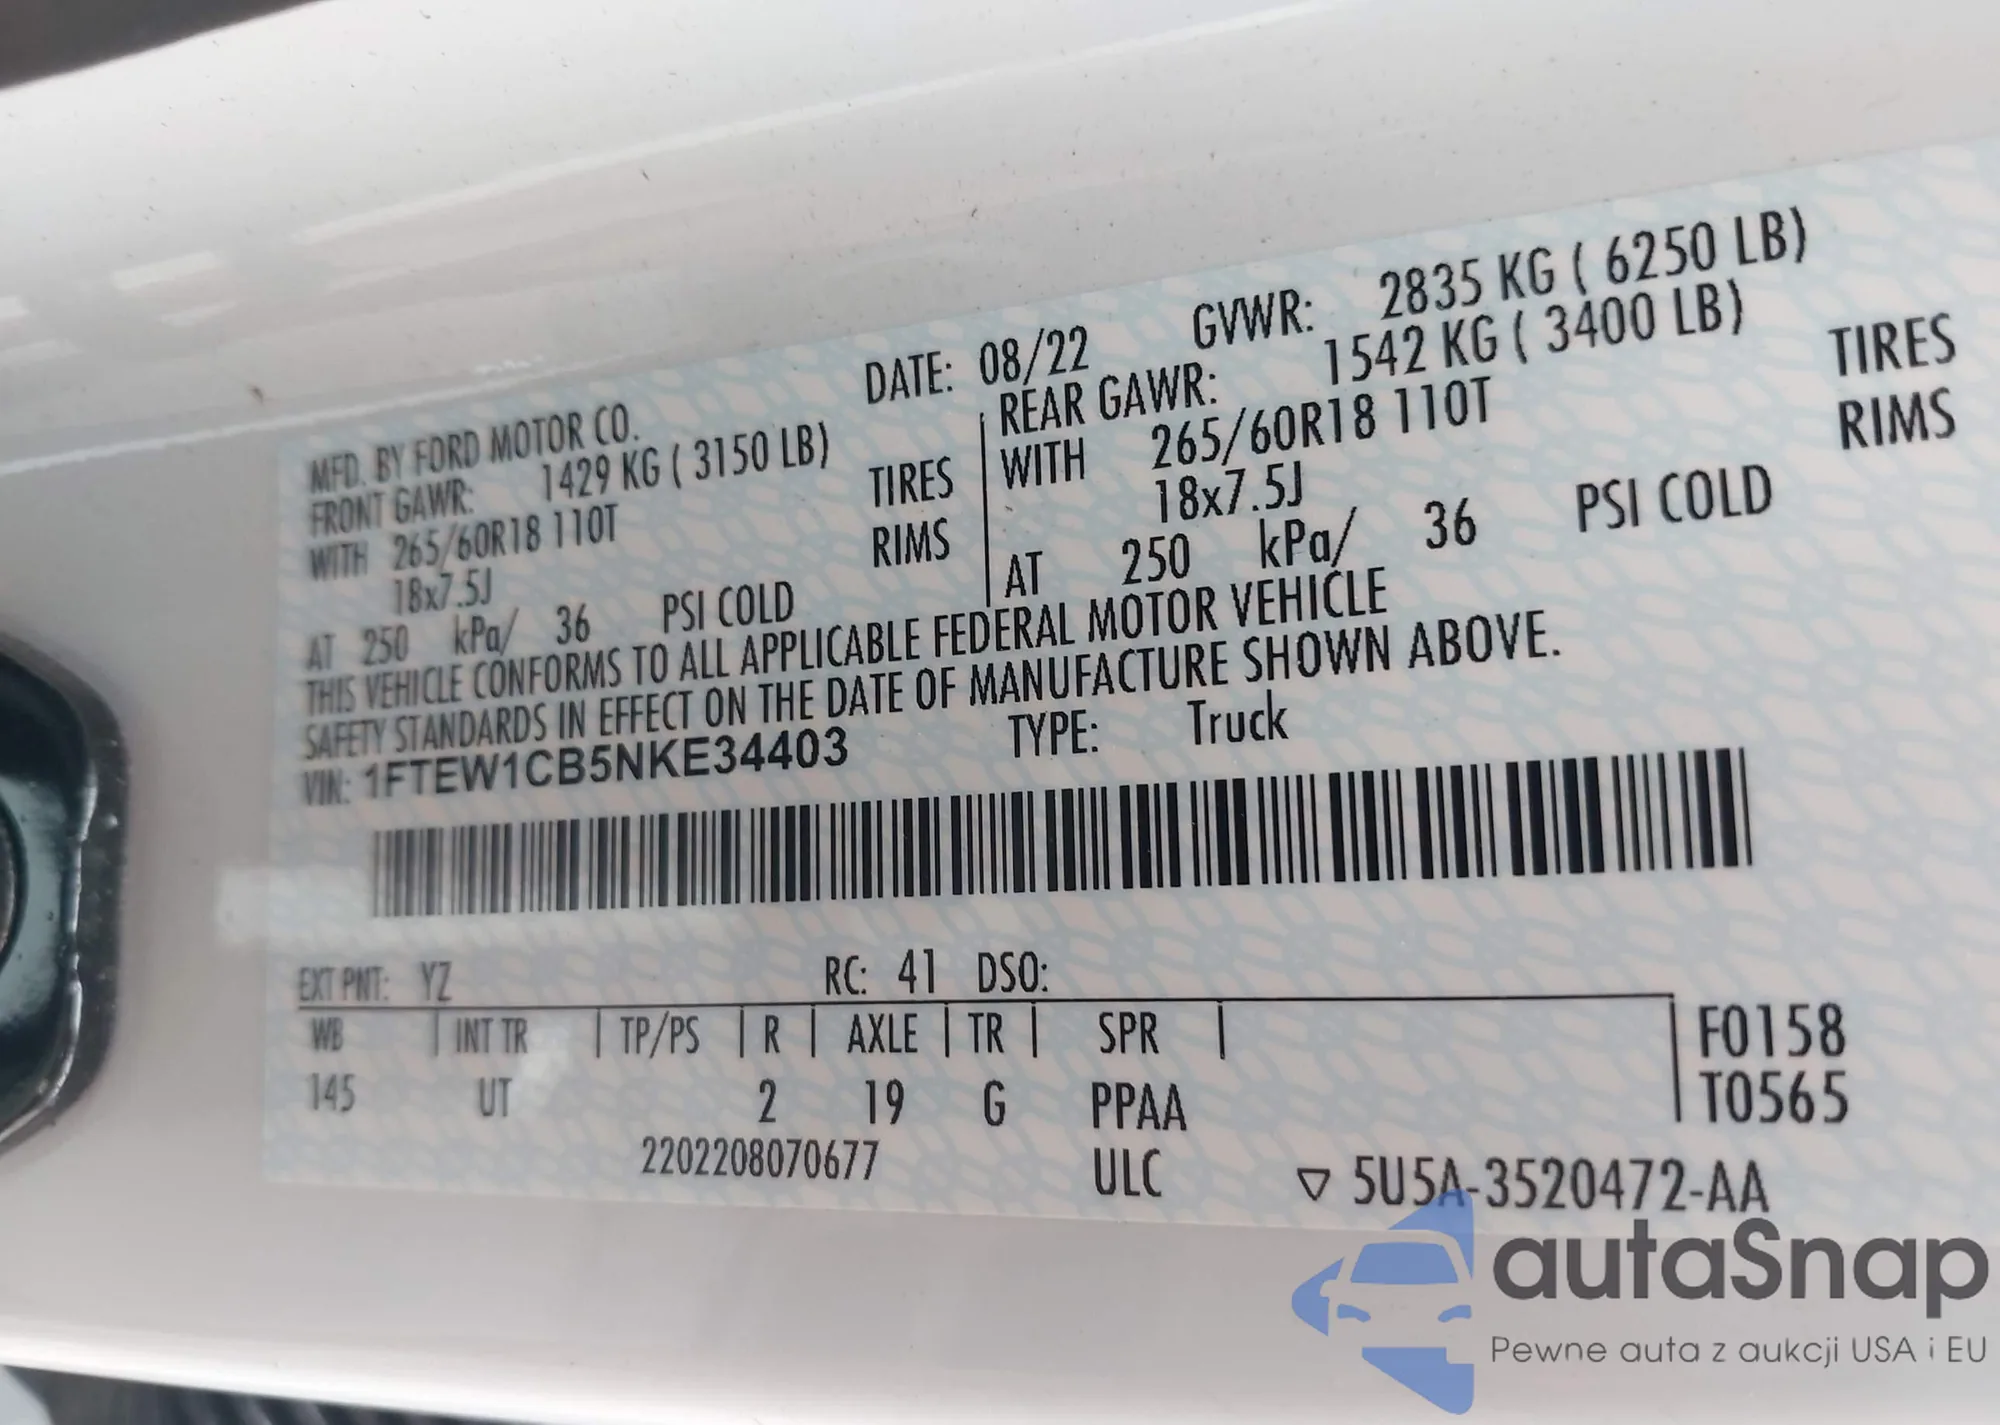 MFD. BY FORD MOTOR CO. DATE: 08/22 GVWR: 2835 KG ( 6250 LB)
FRONT GAWR: 1429 KG ( 3150 LB) REAR GAWR: 1542 KG ( 3400 LB)
WITH 265/60R18 110T TIRES WITH 265/60R18 110T TIRES
18x7.5J RIMS 18x7.5J RIMS
AT 250 kPa/ 36 PSI COLD AT 250 kPa/ 36 PSI COLD
THIS VEHICLE CONFORMS TO ALL APPLICABLE FEDERAL MOTOR VEHICLE
SAFETY STANDARDS IN EFFECT ON THE DATE OF MANUFACTURE SHOWN ABOVE.
VIN: 1FTEW1CB5NKE34403 TYPE: Truck
EXT PNT: YZ RC: 41 DSO:
WB INT TR TP/PS R AXLE TR SPR F0158
145 UT 2 19 G PPAA T0565
2202208070677 ULC ▽ 5U5A-3520472-AA
autaSnap
Pewne auta z aukcji USA i EU